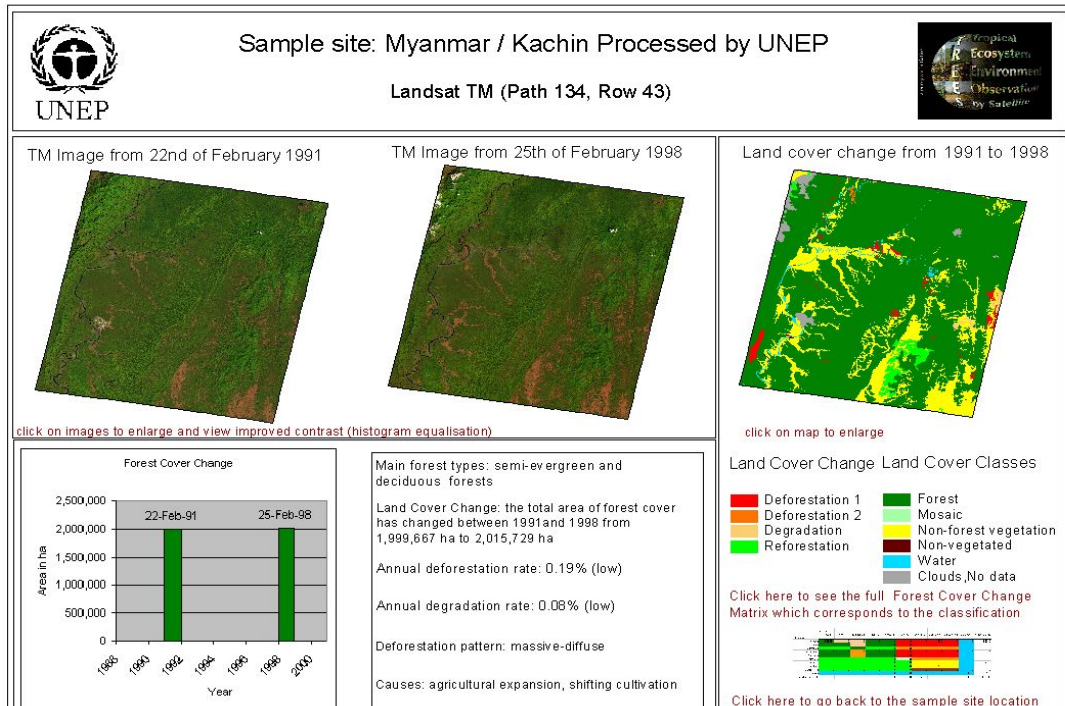 UNEP
Sample site: Myanmar / Kachin Processed by UNEP
Landsat TM (Path 134, Row 43)
Tropical
Ecosystem
Environment
Observation
by Satellite
TM Image from 22nd of February 1991
TM Image from 25th of February 1998
click on images to enlarge and view improved contrast (histogram equalisation)
Land cover change from 1991 to 1998
click on map to enlarge
Forest Cover Change
22-Feb-91
25-Feb-98
2,500,000
2,000,000
1,500,000
1,000,000
500,000
0
Area in ha
1988
1990
1992
1994
1996
1998
2000
Year
Main forest types: semi-evergreen and
deciduous forests
Land Cover Change: the total area of forest cover
has changed between 1991and 1998 from
1,999,667 ha to 2,015,729 ha
Annual deforestation rate: 0.19% (low)
Annual degradation rate: 0.08% (low)
Deforestation pattern: massive-diffuse
Causes: agricultural expansion, shifting cultivation
Land Cover Change
Deforestation 1
Deforestation 2
Degradation
Reforestation
Land Cover Classes
Forest
Mosaic
Non-forest vegetation
Non-vegetated
Water
Clouds,No data
Click here to see the full Forest Cover Change
Matrix which corresponds to the classification
Click here to go back to the sample site location